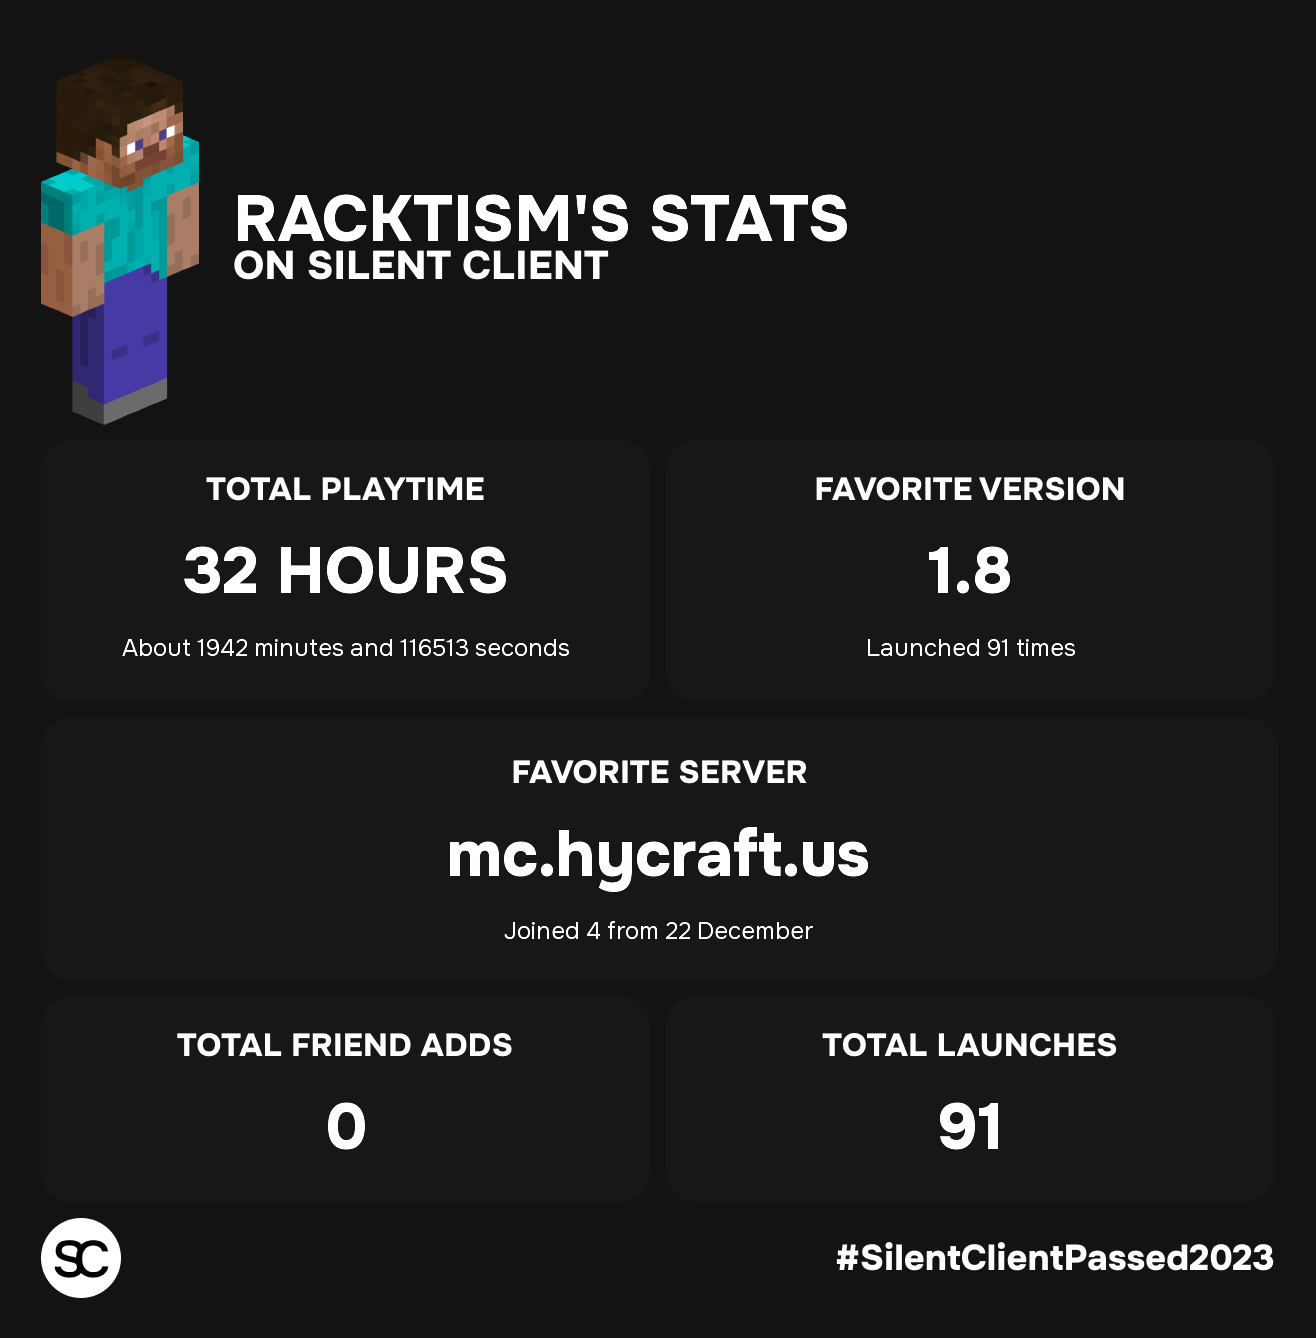 RACKTISM'S STATS
ON SILENT CLIENT
TOTAL PLAYTIME
32 HOURS
About 1942 minutes and 116513 seconds
FAVORITE VERSION
1.8
Launched 91 times
FAVORITE SERVER
mc.hycraft.us
Joined 4 from 22 December
TOTAL FRIEND ADDS
0
TOTAL LAUNCHES
91
SC
#SilentClientPassed2023